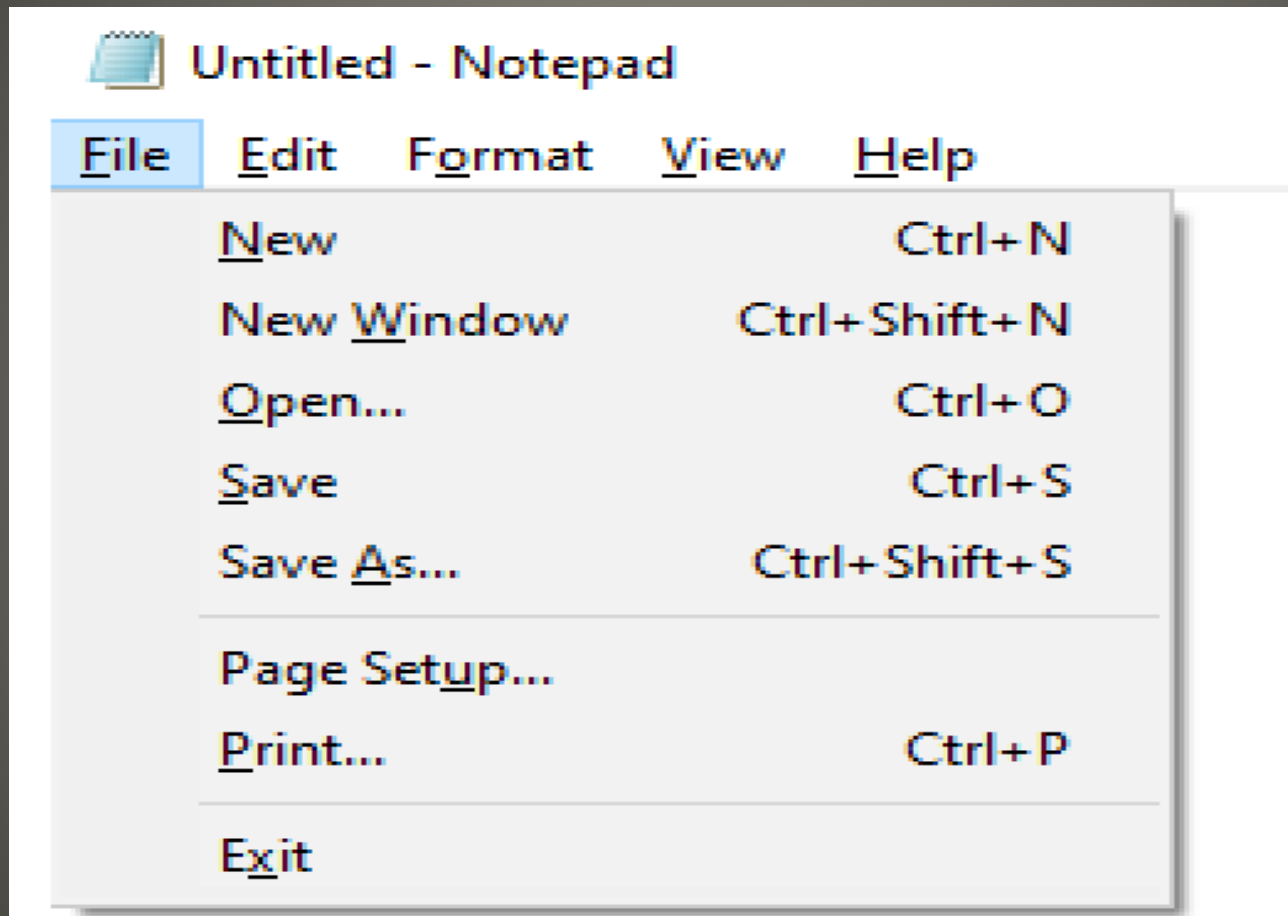 Untitled - Notepad
File Edit Format View Help
New Ctrl+N
New Window Ctrl+Shift+N
Open... Ctrl+O
Save Ctrl+S
Save As... Ctrl+Shift+S
Page Setup...
Print... Ctrl+P
Exit